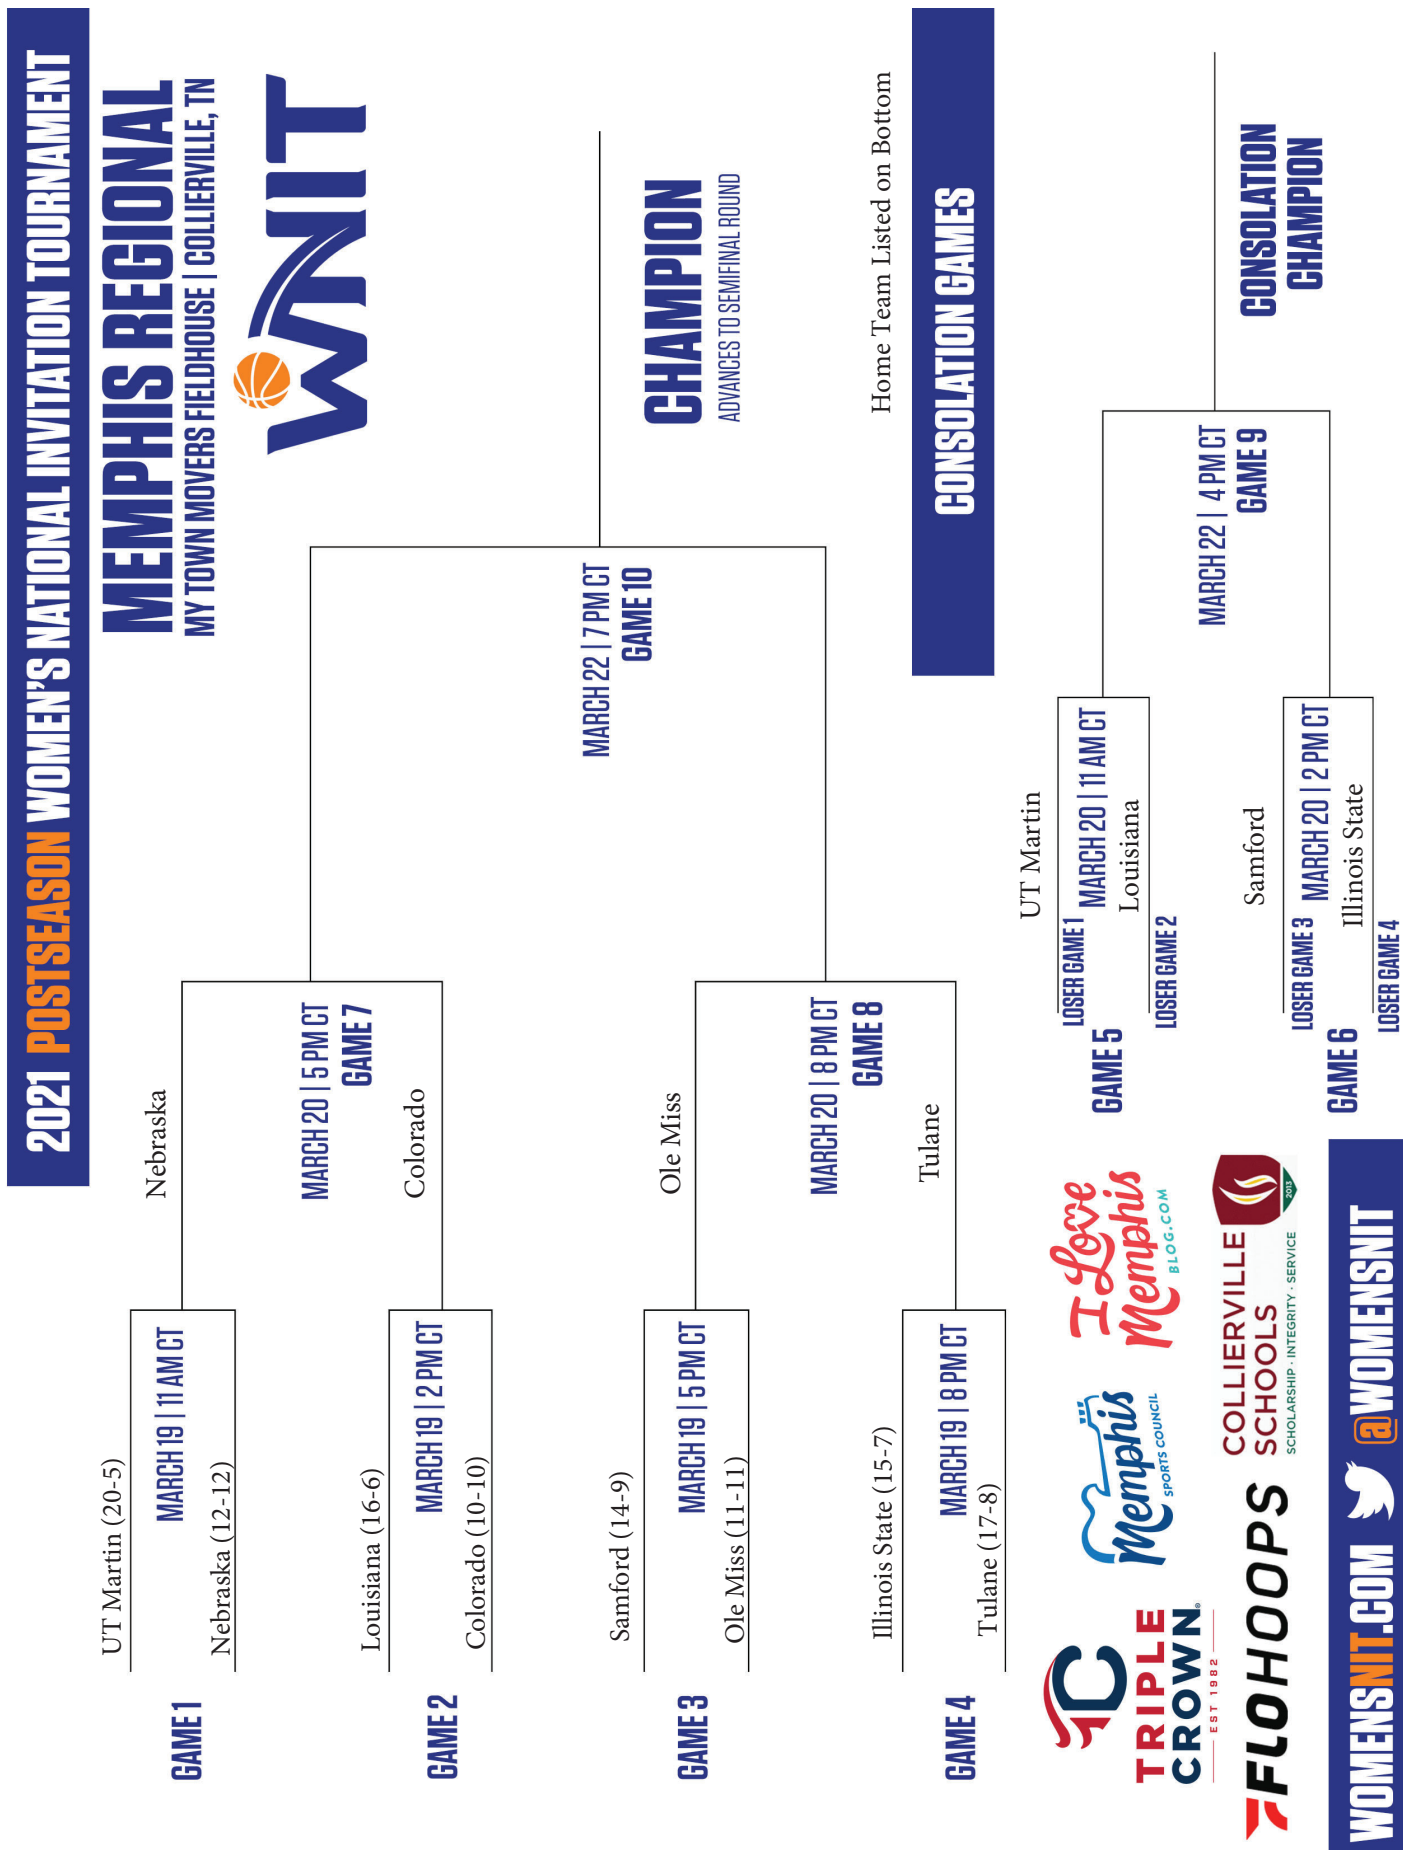 2021 POSTSEASON WOMEN'S NATIONAL INVITATION TOURNAMENT
MEMPHIS REGIONAL
MY TOWN MOVERS FIELDHOUSE | COLLIERVILLE, TN
WNIT
GAME 1
UT Martin (20-5)
MARCH 19 | 11 AM CT
Nebraska (12-12)
GAME 2
Louisiana (16-6)
MARCH 19 | 2 PM CT
Colorado (10-10)
GAME 3
Samford (14-9)
MARCH 19 | 5 PM CT
Ole Miss (11-11)
GAME 4
Illinois State (15-7)
MARCH 19 | 8 PM CT
Tulane (17-8)
Nebraska
MARCH 20 | 5 PM CT
GAME 7
Colorado
Ole Miss
MARCH 20 | 8 PM CT
GAME 8
Tulane
MARCH 22 | 7 PM CT
GAME 10
CHAMPION
ADVANCES TO SEMIFINAL ROUND
Home Team Listed on Bottom
CONSOLATION GAMES
GAME 5
UT Martin
LOSER GAME 1
MARCH 20 | 11 AM CT
Louisiana
LOSER GAME 2
GAME 6
Samford
LOSER GAME 3
MARCH 20 | 2 PM CT
Illinois State
LOSER GAME 4
MARCH 22 | 4 PM CT
GAME 9
CONSOLATION
CHAMPION
TC
TRIPLE
CROWN®
EST 1982
Memphis
SPORTS COUNCIL
I Love
Memphis
BLOG.COM
FLOHOOPS
COLLIERVILLE
SCHOOLS
SCHOLARSHIP · INTEGRITY · SERVICE
2013
WOMENSNIT.COM @WOMENSNIT